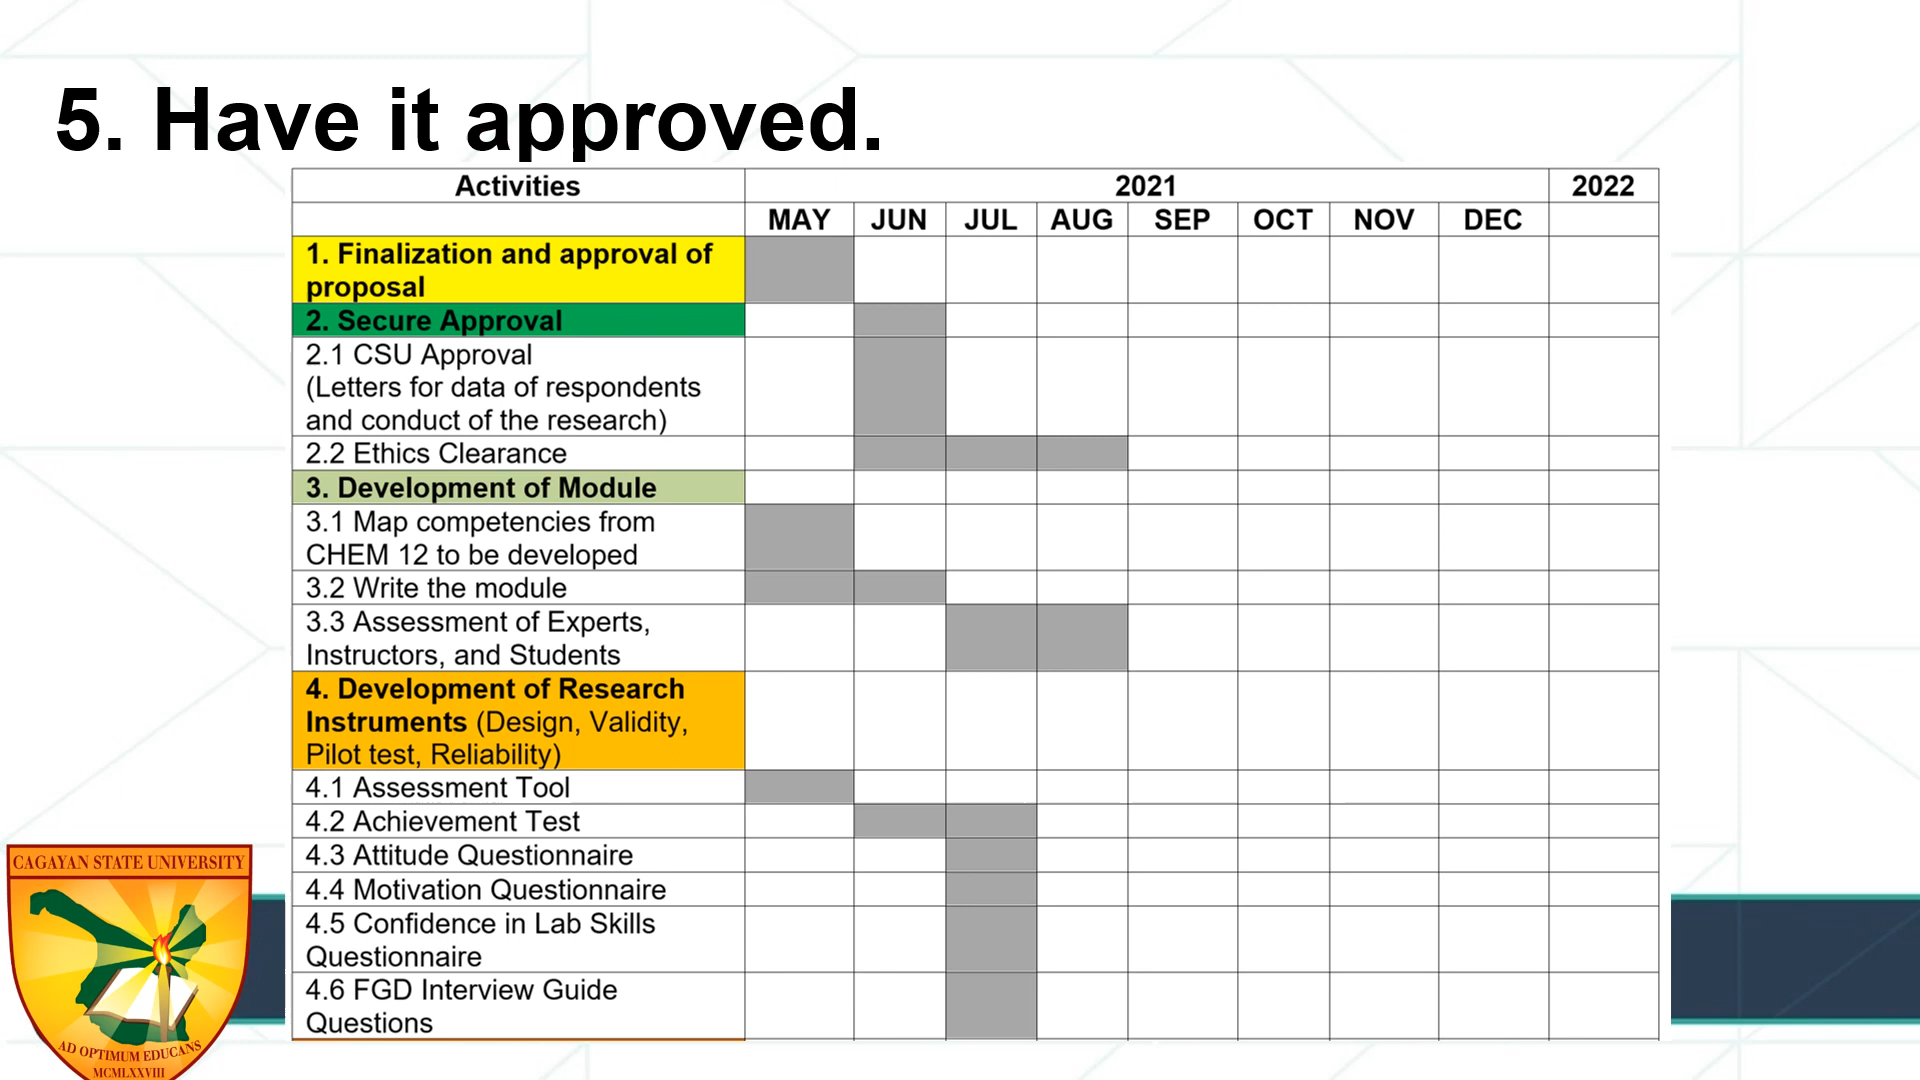 5. Have it approved.
Activities 2021 2022
MAY JUN JUL AUG SEP OCT NOV DEC
1. Finalization and approval of
proposal
2. Secure Approval
2.1 CSU Approval
(Letters for data of respondents
and conduct of the research)
2.2 Ethics Clearance
3. Development of Module
3.1 Map competencies from
CHEM 12 to be developed
3.2 Write the module
3.3 Assessment of Experts,
Instructors, and Students
4. Development of Research
Instruments (Design, Validity,
Pilot test, Reliability)
4.1 Assessment Tool
4.2 Achievement Test
4.3 Attitude Questionnaire
4.4 Motivation Questionnaire
4.5 Confidence in Lab Skills
Questionnaire
4.6 FGD Interview Guide
Questions
CAGAYAN STATE UNIVERSITY
AD OPTIMUM EDUCANS
MCMLXXVIII